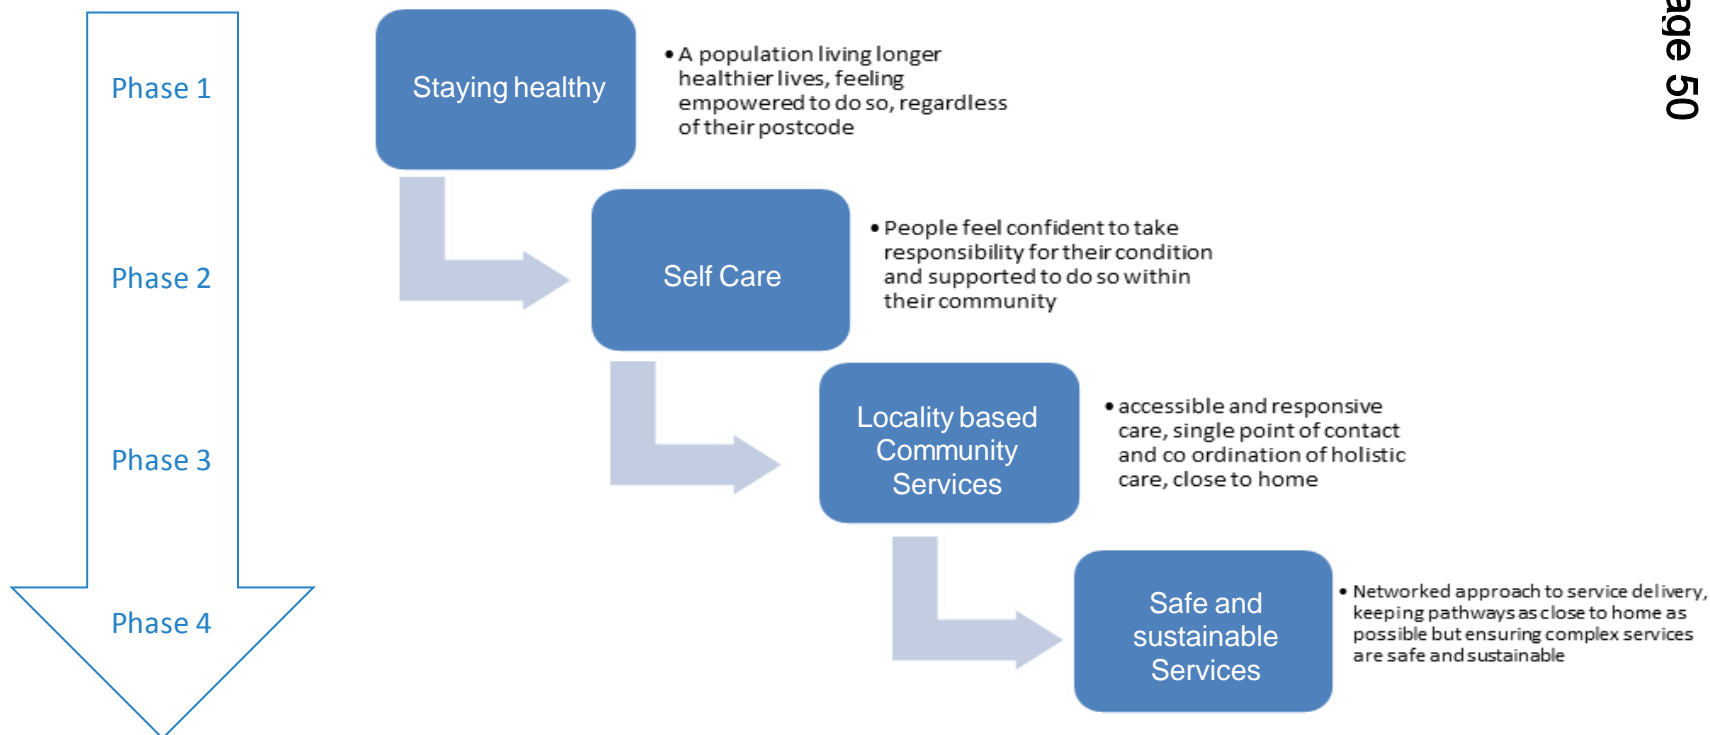 age 50
Phase 1
Staying healthy
• A population living longer
healthier lives, feeling
empowered to do so, regardless
of their postcode
Phase 2
Self Care
• People feel confident to take
responsibility for their condition
and supported to do so within
their community
Phase 3
Locality based
Community
Services
• accessible and responsive
care, single point of contact
and co ordination of holistic
care, close to home
Phase 4
Safe and
sustainable
Services
• Networked approach to service delivery,
keeping pathways as close to home as
possible but ensuring complex services
are safe and sustainable